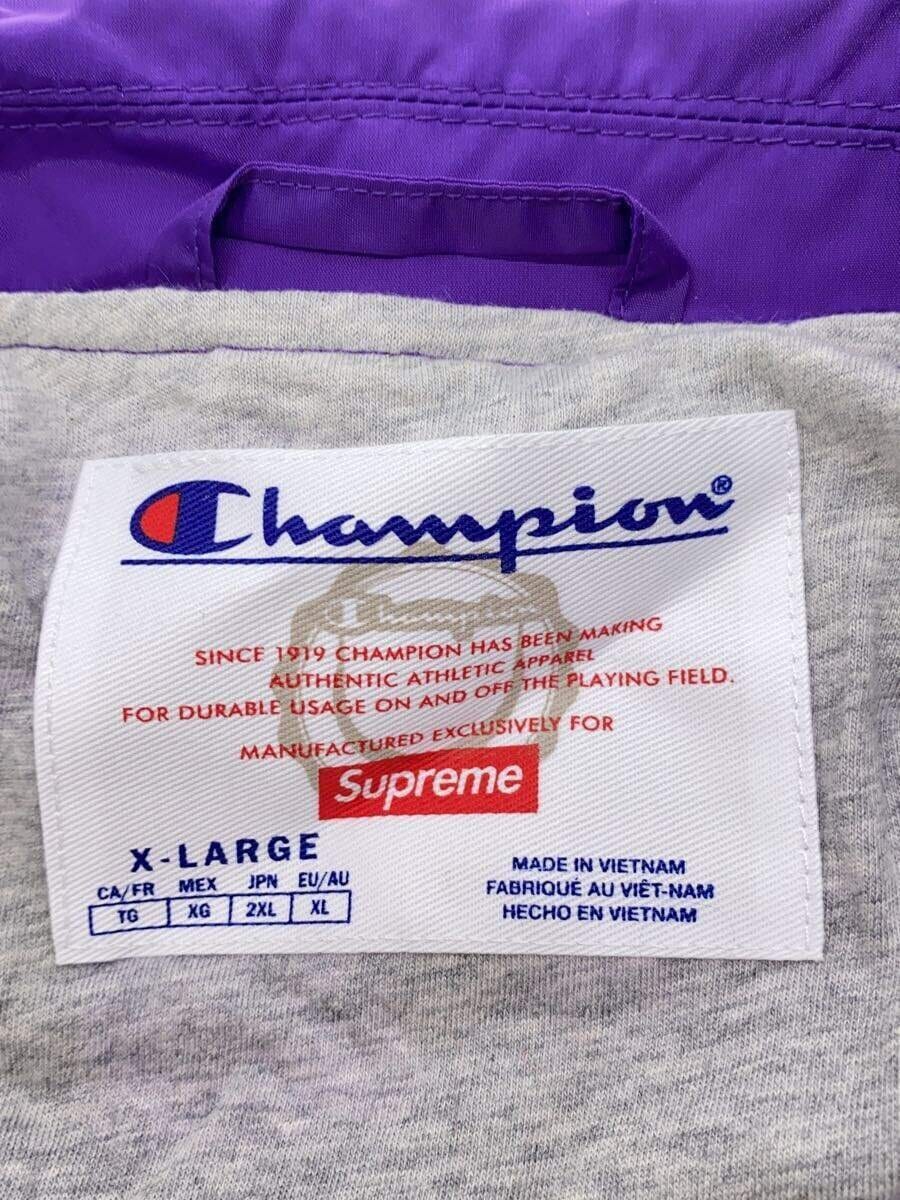 Champion®
Champion
SINCE 1919 CHAMPION HAS BEEN MAKING
AUTHENTIC ATHLETIC APPAREL
FOR DURABLE USAGE ON AND OFF THE PLAYING FIELD.
MANUFACTURED EXCLUSIVELY FOR
Supreme
X-LARGE
CA/FR MEX JPN EU/AU
TG XG 2XL XL
MADE IN VIETNAM
FABRIQUÉ AU VIÊT-NAM
HECHO EN VIETNAM